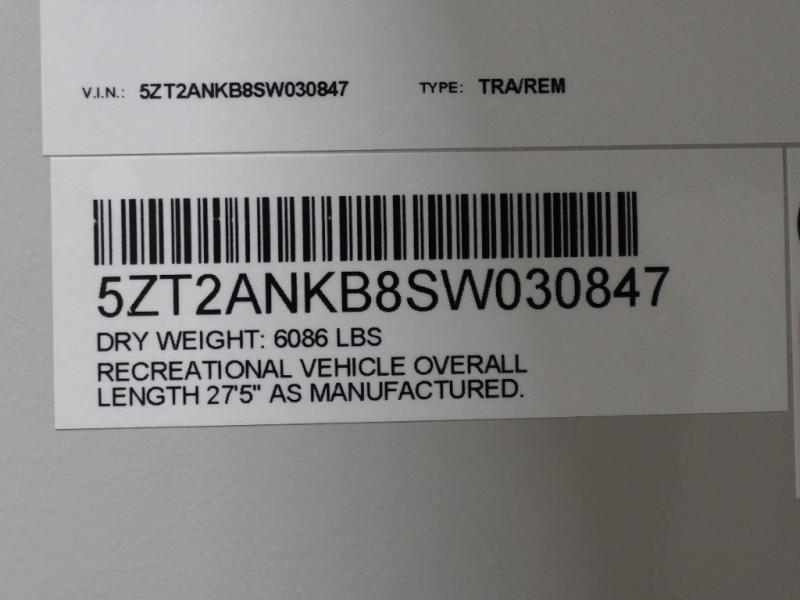 V.I.N.: 5ZT2ANKB8SW030847 TYPE: TRA/REM
5ZT2ANKB8SW030847
DRY WEIGHT: 6086 LBS
RECREATIONAL VEHICLE OVERALL
LENGTH 27'5" AS MANUFACTURED.